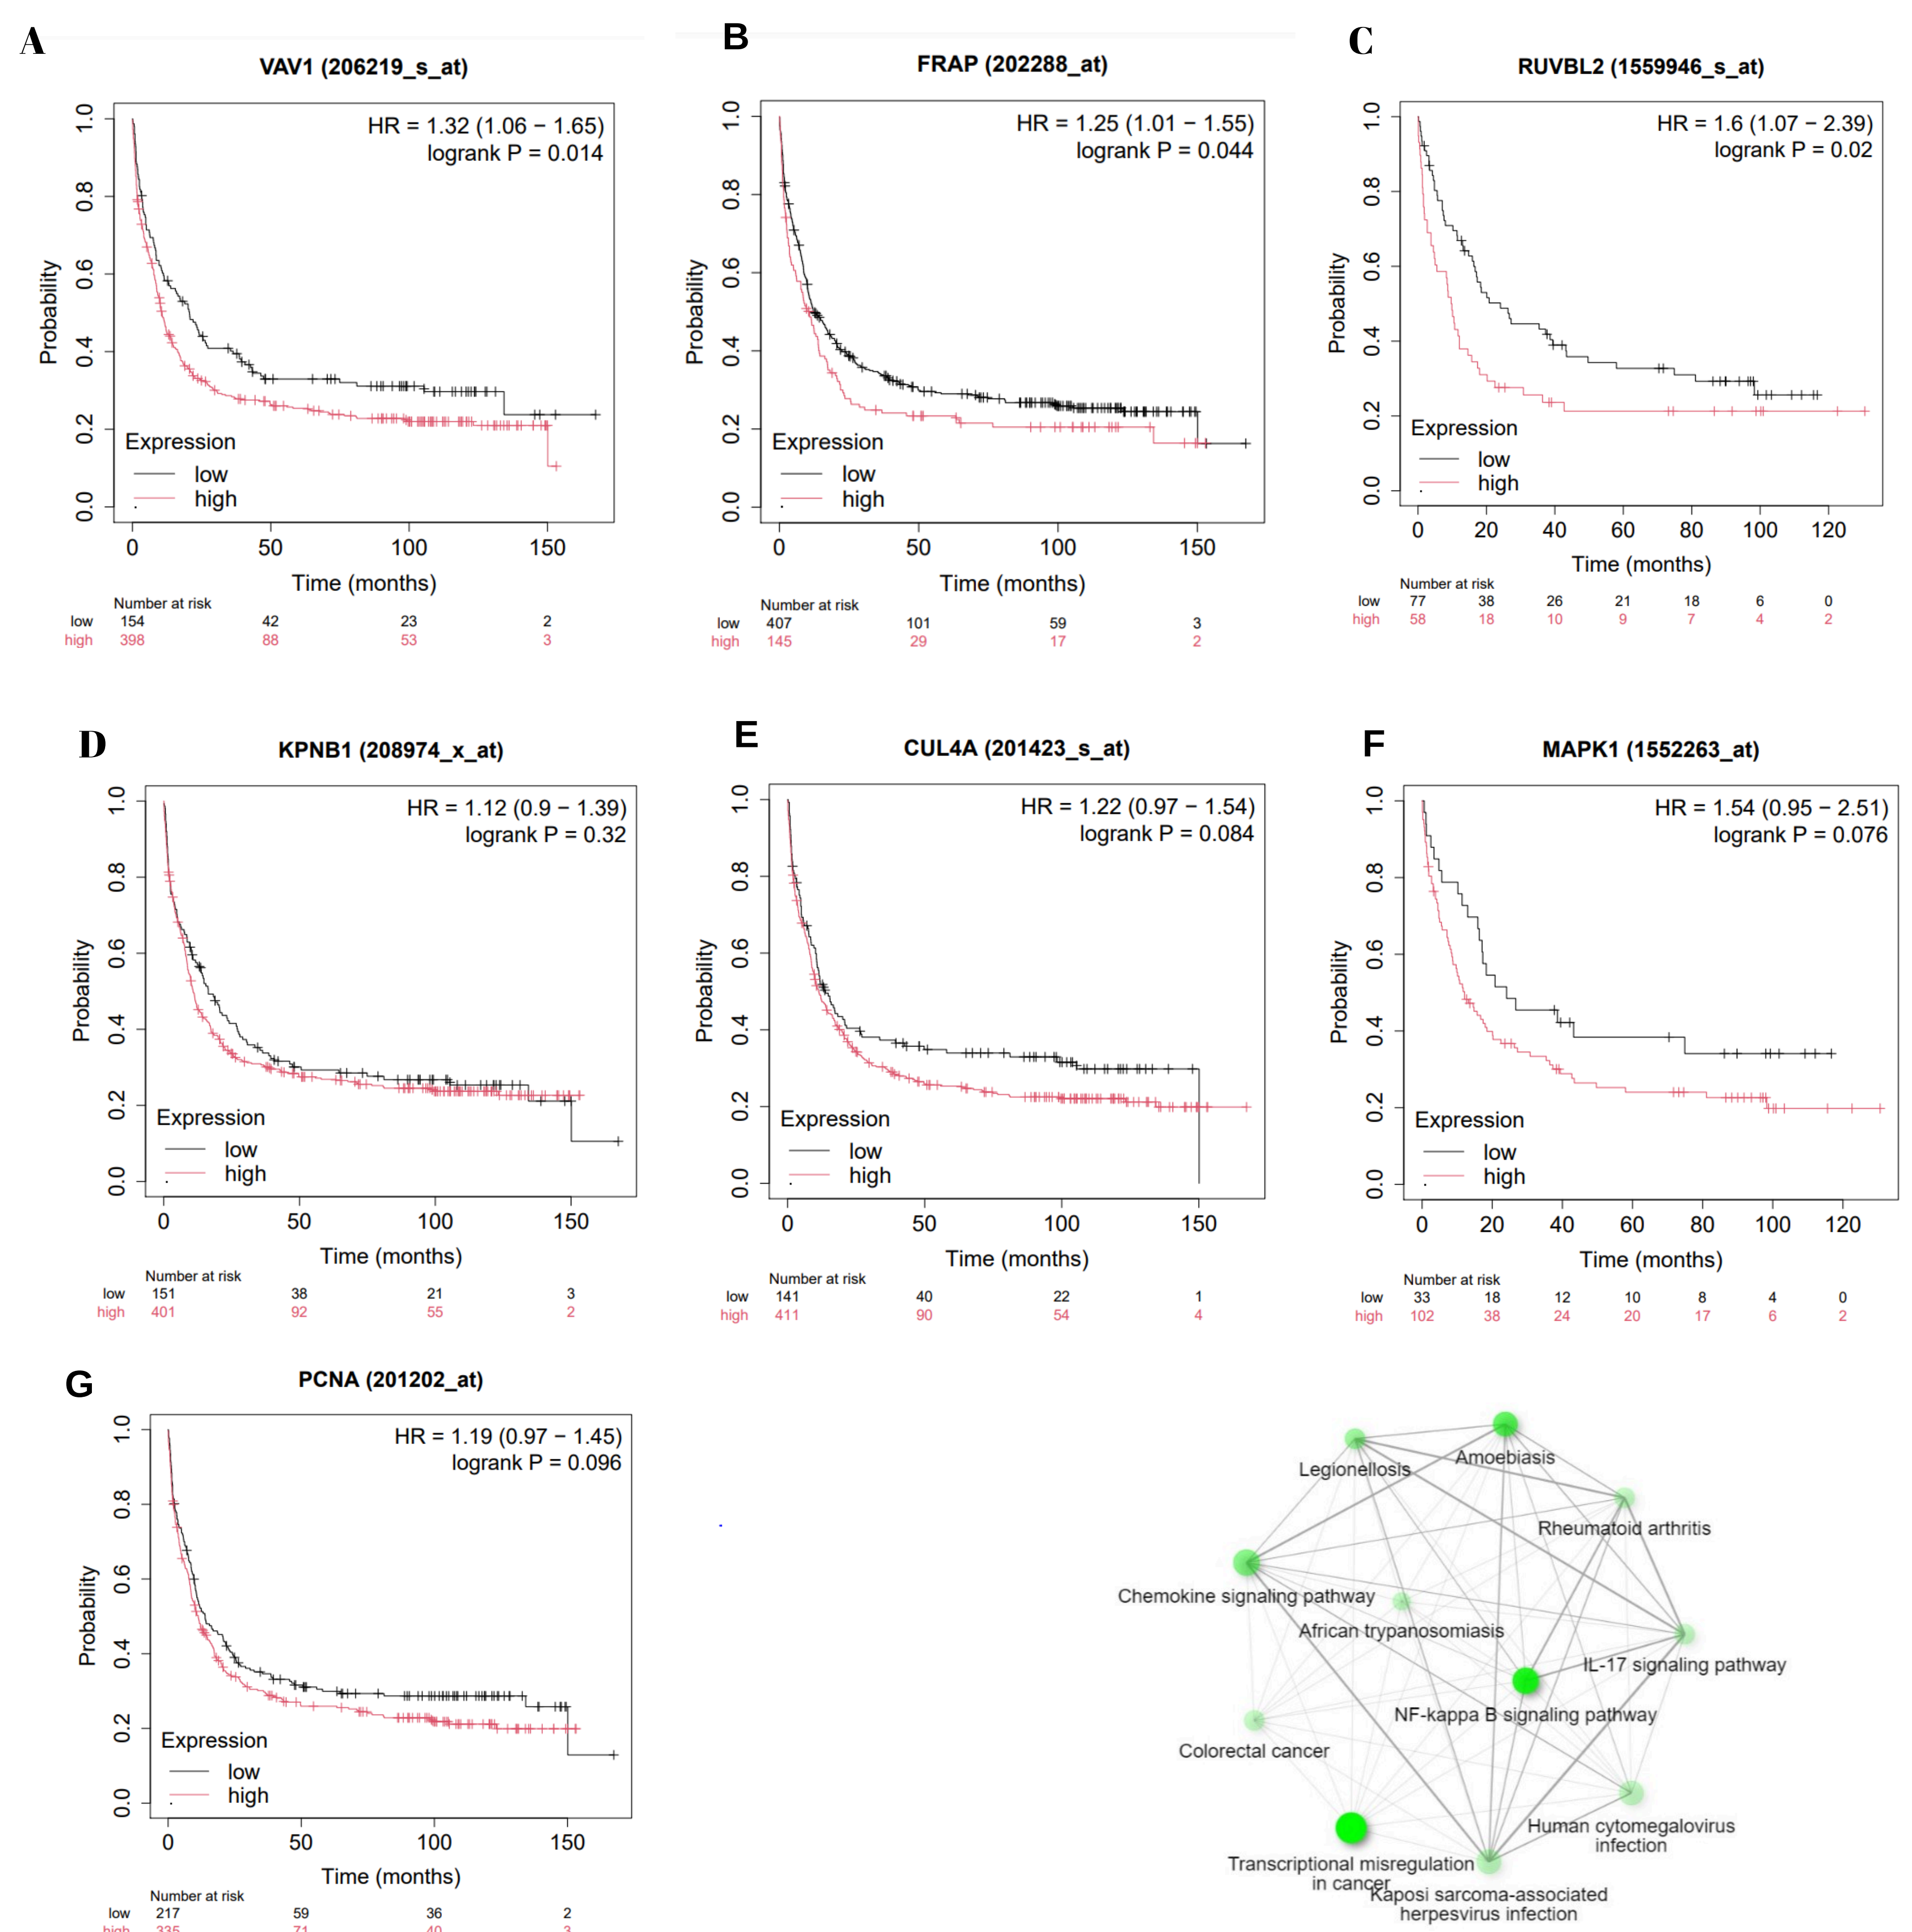 A
VAV1 (206219_s_at)
HR = 1.32 (1.06 − 1.65)
logrank P = 0.014
Probability
1.0
0.8
0.6
0.4
0.2
0.0
Expression
low
high
0 50 100 150
Time (months)
Number at risk
low 154 42 23 2
high 398 88 53 3
B
FRAP (202288_at)
HR = 1.25 (1.01 − 1.55)
logrank P = 0.044
Probability
1.0
0.8
0.6
0.4
0.2
0.0
Expression
low
high
0 50 100 150
Time (months)
Number at risk
low 407 101 59 3
high 145 29 17 2
C
RUVBL2 (1559946_s_at)
HR = 1.6 (1.07 − 2.39)
logrank P = 0.02
Probability
1.0
0.8
0.6
0.4
0.2
0.0
Expression
low
high
0 20 40 60 80 100 120
Time (months)
Number at risk
low 77 38 26 21 18 6 0
high 58 18 10 9 7 4 2
D
KPNB1 (208974_x_at)
HR = 1.12 (0.9 − 1.39)
logrank P = 0.32
Probability
1.0
0.8
0.6
0.4
0.2
0.0
Expression
low
high
0 50 100 150
Time (months)
Number at risk
low 151 38 21 3
high 401 92 55 2
E
CUL4A (201423_s_at)
HR = 1.22 (0.97 − 1.54)
logrank P = 0.084
Probability
1.0
0.8
0.6
0.4
0.2
0.0
Expression
low
high
0 50 100 150
Time (months)
Number at risk
low 141 40 22 1
high 411 90 54 4
F
MAPK1 (1552263_at)
HR = 1.54 (0.95 − 2.51)
logrank P = 0.076
Probability
1.0
0.8
0.6
0.4
0.2
0.0
Expression
low
high
0 20 40 60 80 100 120
Time (months)
Number at risk
low 33 18 12 10 8 4 0
high 102 38 24 20 17 6 2
G
PCNA (201202_at)
HR = 1.19 (0.97 − 1.45)
logrank P = 0.096
Probability
1.0
0.8
0.6
0.4
0.2
0.0
Expression
low
high
0 50 100 150
Time (months)
Number at risk
low 217 59 36 2
high 335 71 40 3
Amoebiasis
Legionellosis
Rheumatoid arthritis
Chemokine signaling pathway
African trypanosomiasis
IL-17 signaling pathway
NF-kappa B signaling pathway
Colorectal cancer
Human cytomegalovirus
infection
Transcriptional misregulation
in cancer
Kaposi sarcoma-associated
herpesvirus infection